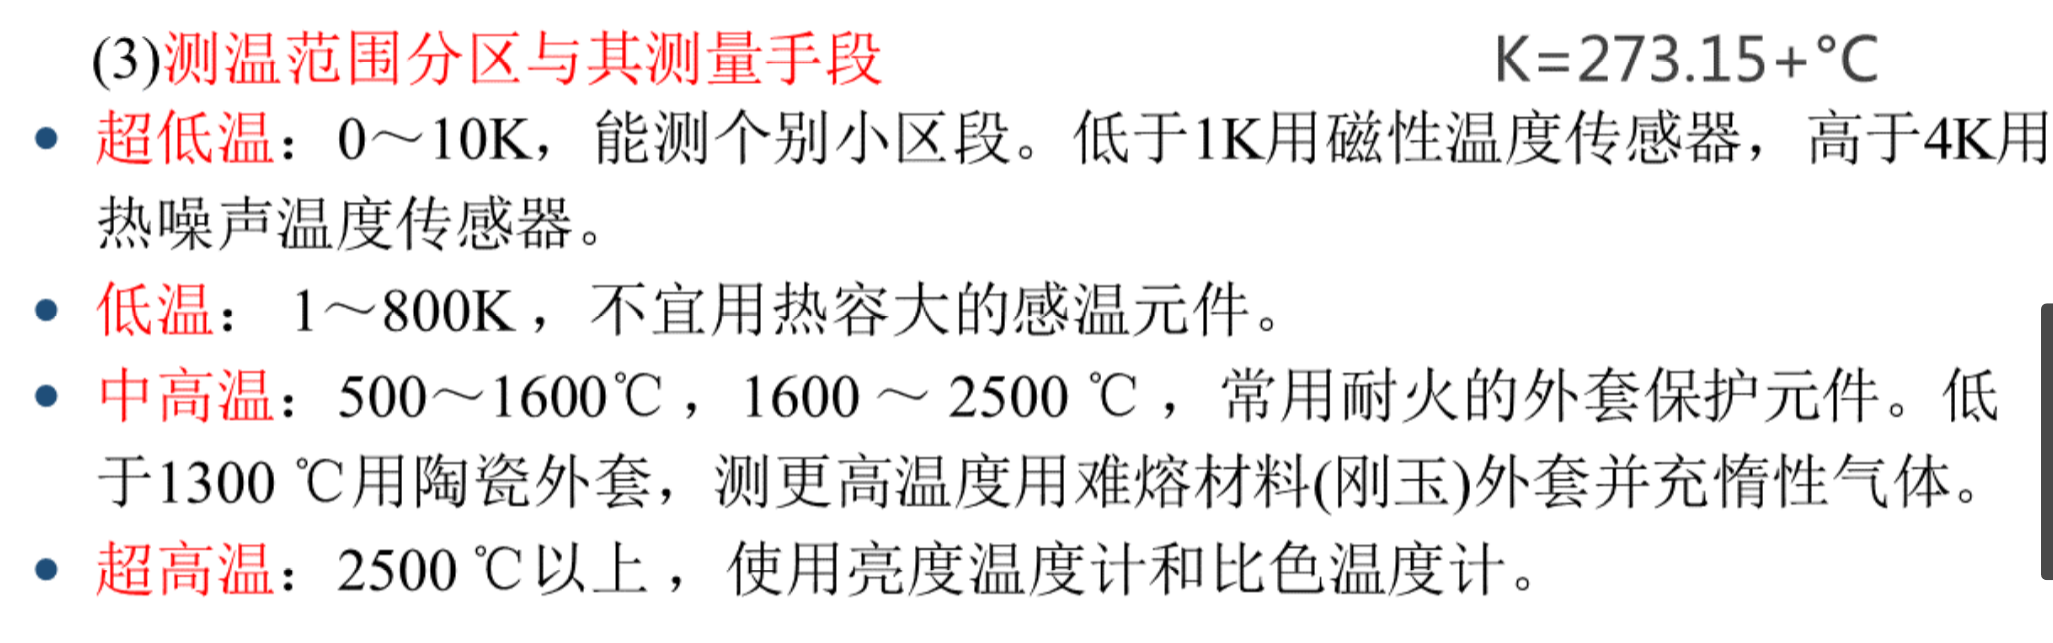 (3)测温范围分区与其测量手段 K=273.15+°C
• 超低温：0～10K，能测个别小区段。低于1K用磁性温度传感器，高于4K用
热噪声温度传感器。
• 低温： 1～800K ，不宜用热容大的感温元件。
• 中高温：500～1600℃ ，1600 ～ 2500 ℃ ，常用耐火的外套保护元件。低
于1300 ℃用陶瓷外套，测更高温度用难熔材料(刚玉)外套并充惰性气体。
• 超高温：2500 ℃以上 ，使用亮度温度计和比色温度计。